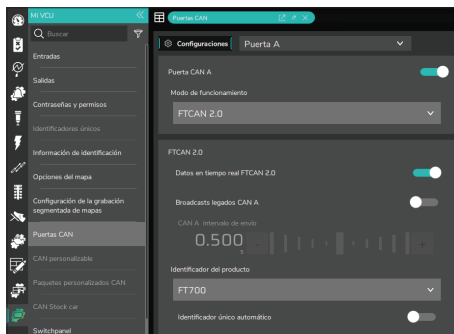 MI VCU
Buscar
Entradas
Salidas
Contraseñas y permisos
Identificadores únicos
Información de identificación
Opciones del mapa
Configuración de la grabación
segmentada de mapas
Puertas CAN
CAN personalizable
Paquetes personalizados CAN
CAN Stock car
Switchpanel
Puertas CAN
Configuraciones
Puerta A
Puerta CAN A
Modo de funcionamiento
FTCAN 2.0
FTCAN 2.0
Datos en tiempo real FTCAN 2.0
Broadcasts legados CAN A
CAN A intervalo de envío
0.500
s
- +
Identificador del producto
FT700
Identificador único automático